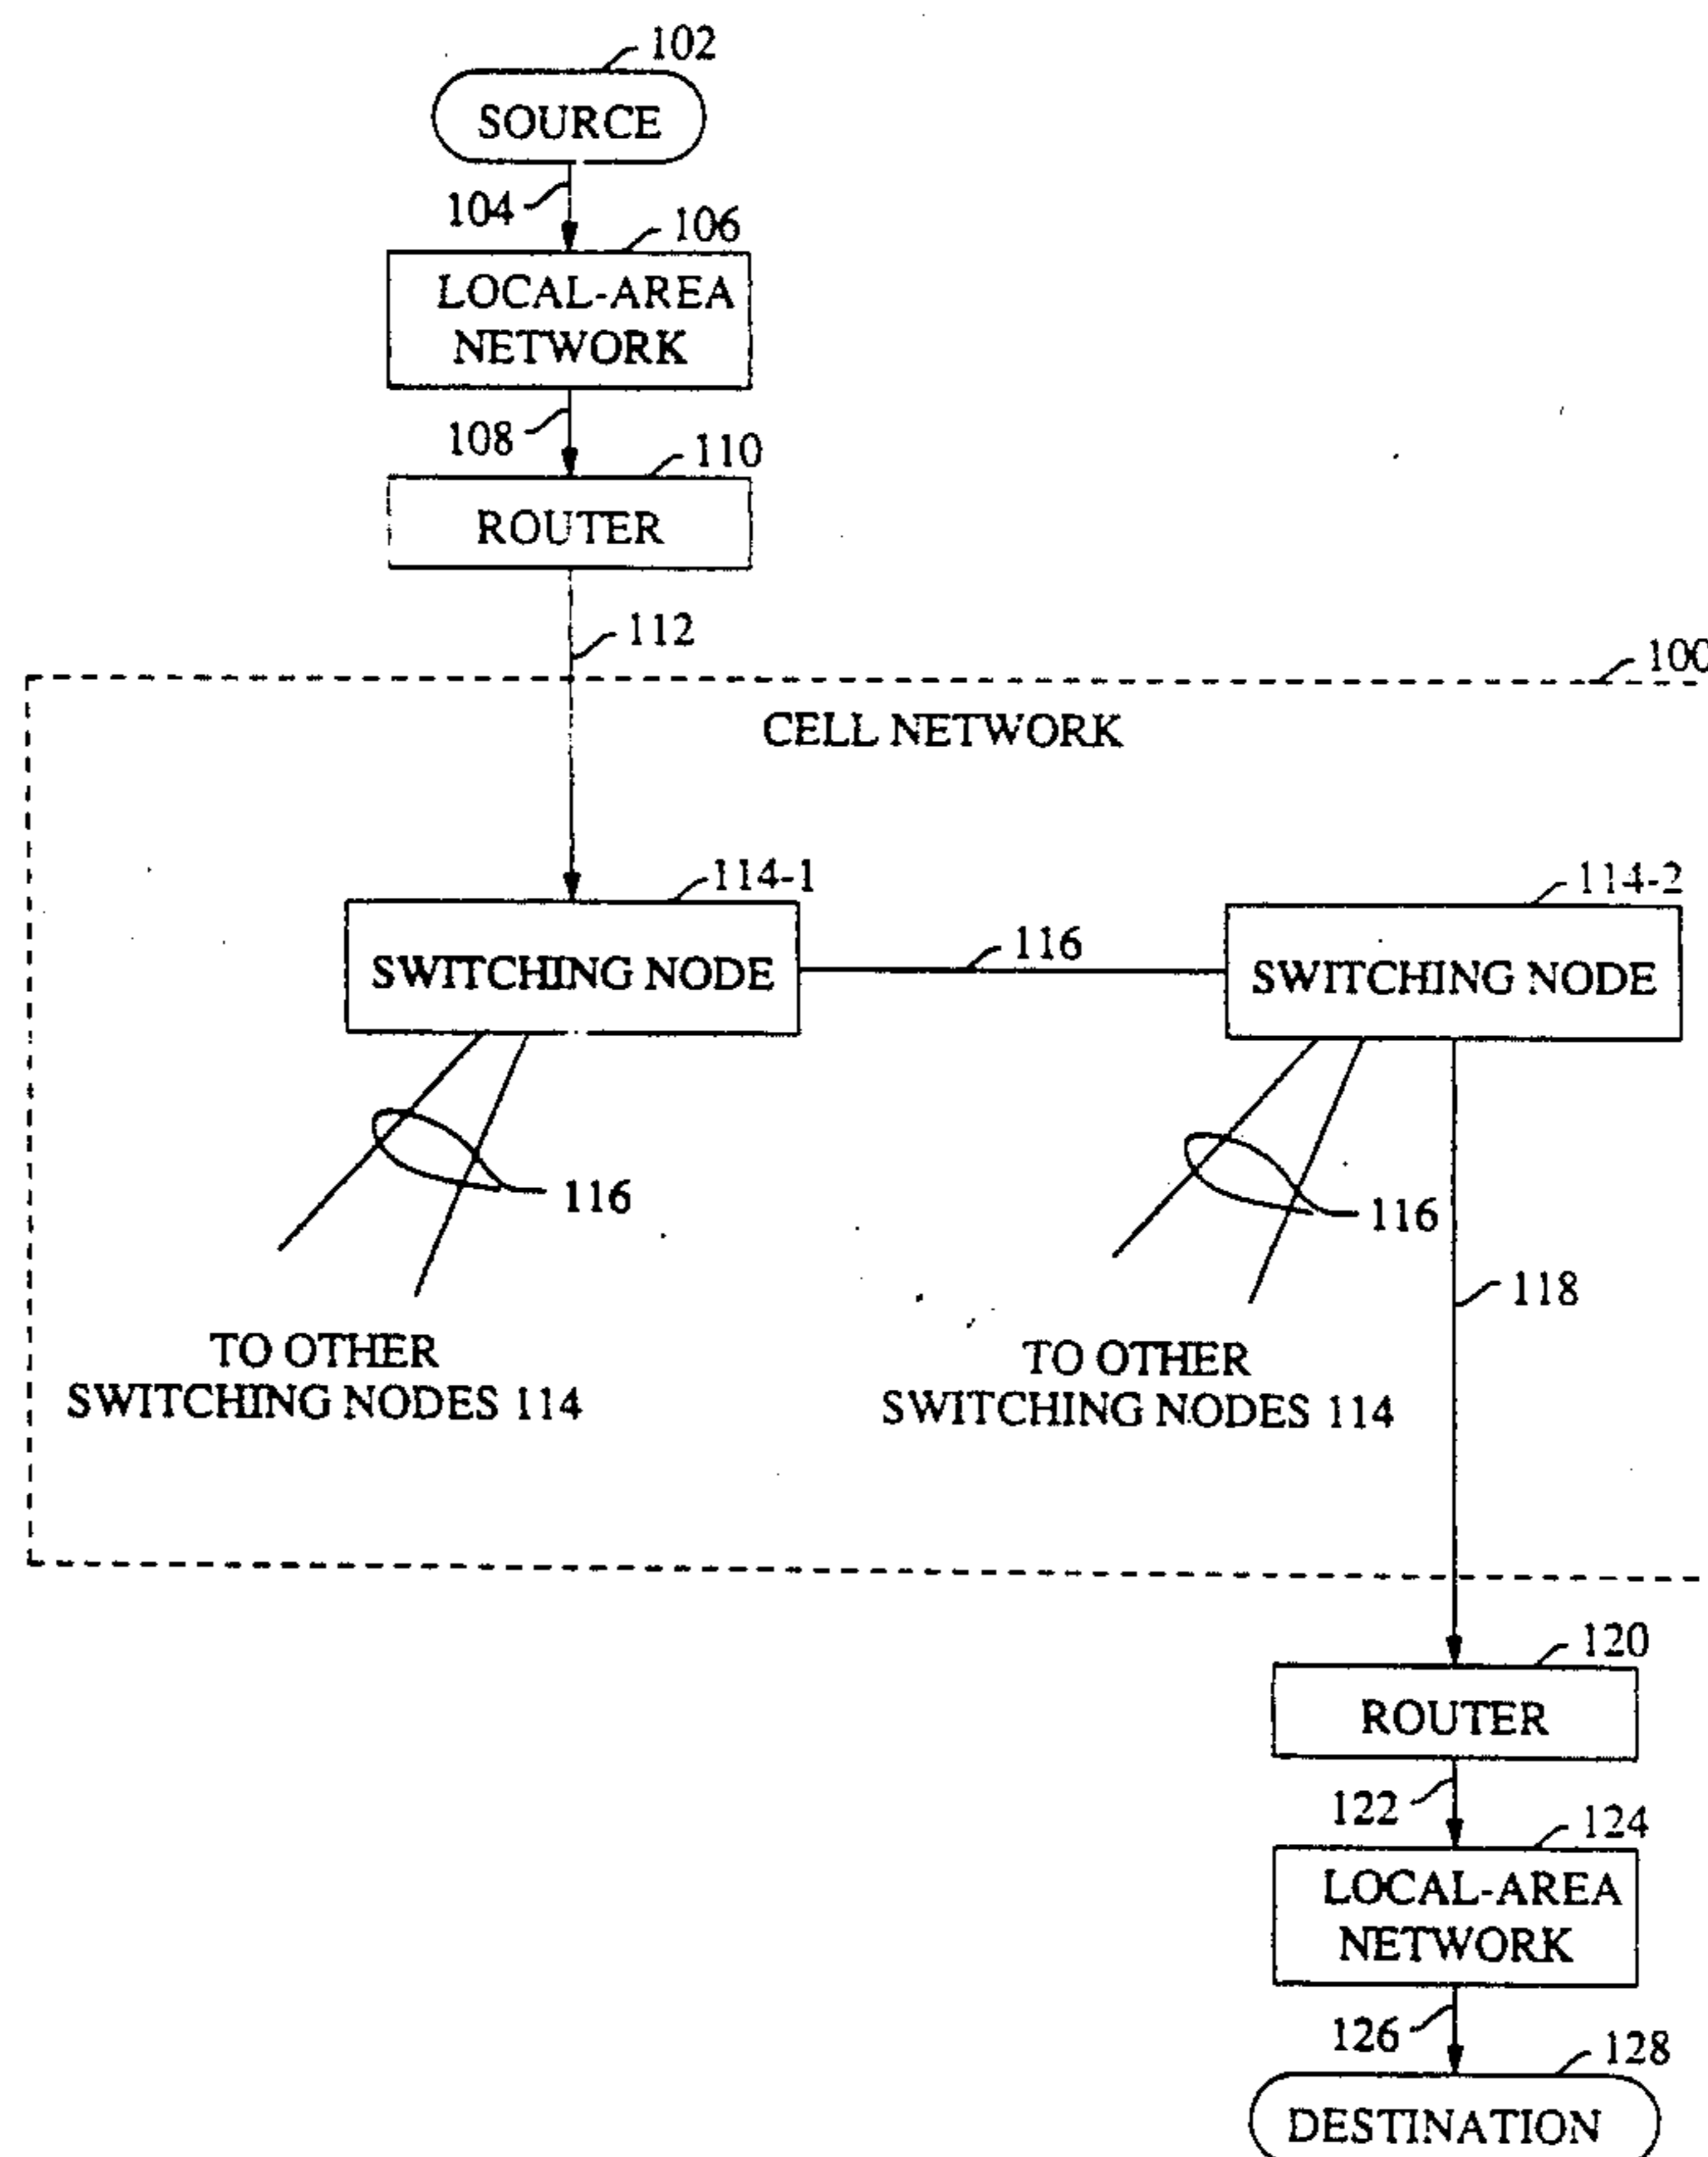 102
SOURCE
104
106
LOCAL-AREA
NETWORK
108
110
ROUTER
112
100
CELL NETWORK
114-1
114-2
SWITCHING NODE
116
SWITCHING NODE
116
116
118
TO OTHER
SWITCHING NODES 114
TO OTHER
SWITCHING NODES 114
120
ROUTER
122
124
LOCAL-AREA
NETWORK
126
128
DESTINATION